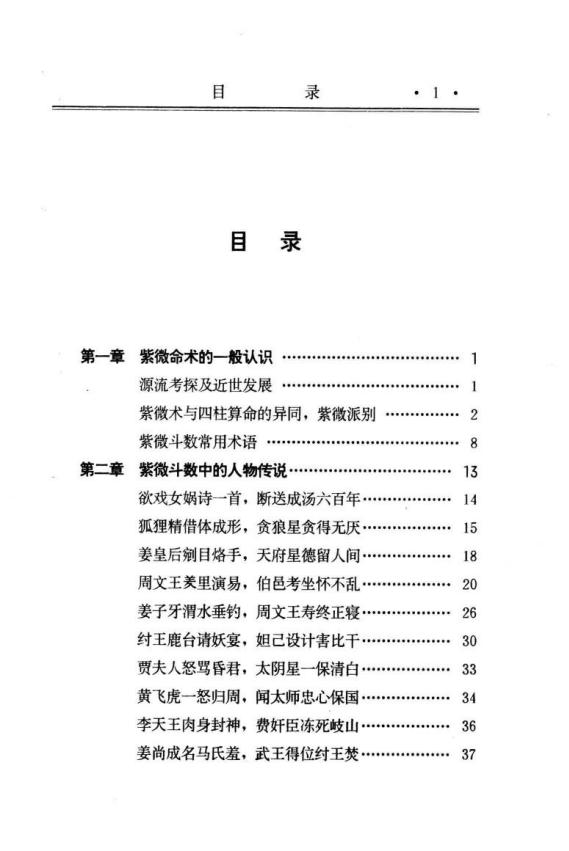 目 录 ·1·
目 录
第一章 紫微命术的一般认识 …………………………… 1
源流考探及近世发展 …………………………… 1
紫微术与四柱算命的异同，紫微派别 …………… 2
紫微斗数常用术语 ……………………………… 8
第二章 紫微斗数中的人物传说………………………… 13
欲戏女娲诗一首，断送成汤六百年……………… 14
狐狸精借体成形，贪狼星贪得无厌……………… 15
姜皇后剜目烙手，天府星德留人间……………… 18
周文王羑里演易，伯邑考坐怀不乱……………… 20
姜子牙渭水垂钓，周文王寿终正寝……………… 26
纣王鹿台请妖宴，妲己设计害比干……………… 30
贾夫人怒骂昏君，太阴星一保清白……………… 33
黄飞虎一怒归周，闻太师忠心保国……………… 34
李天王肉身封神，费奸臣冻死岐山……………… 36
姜尚成名马氏羞，武王得位纣王焚……………… 37